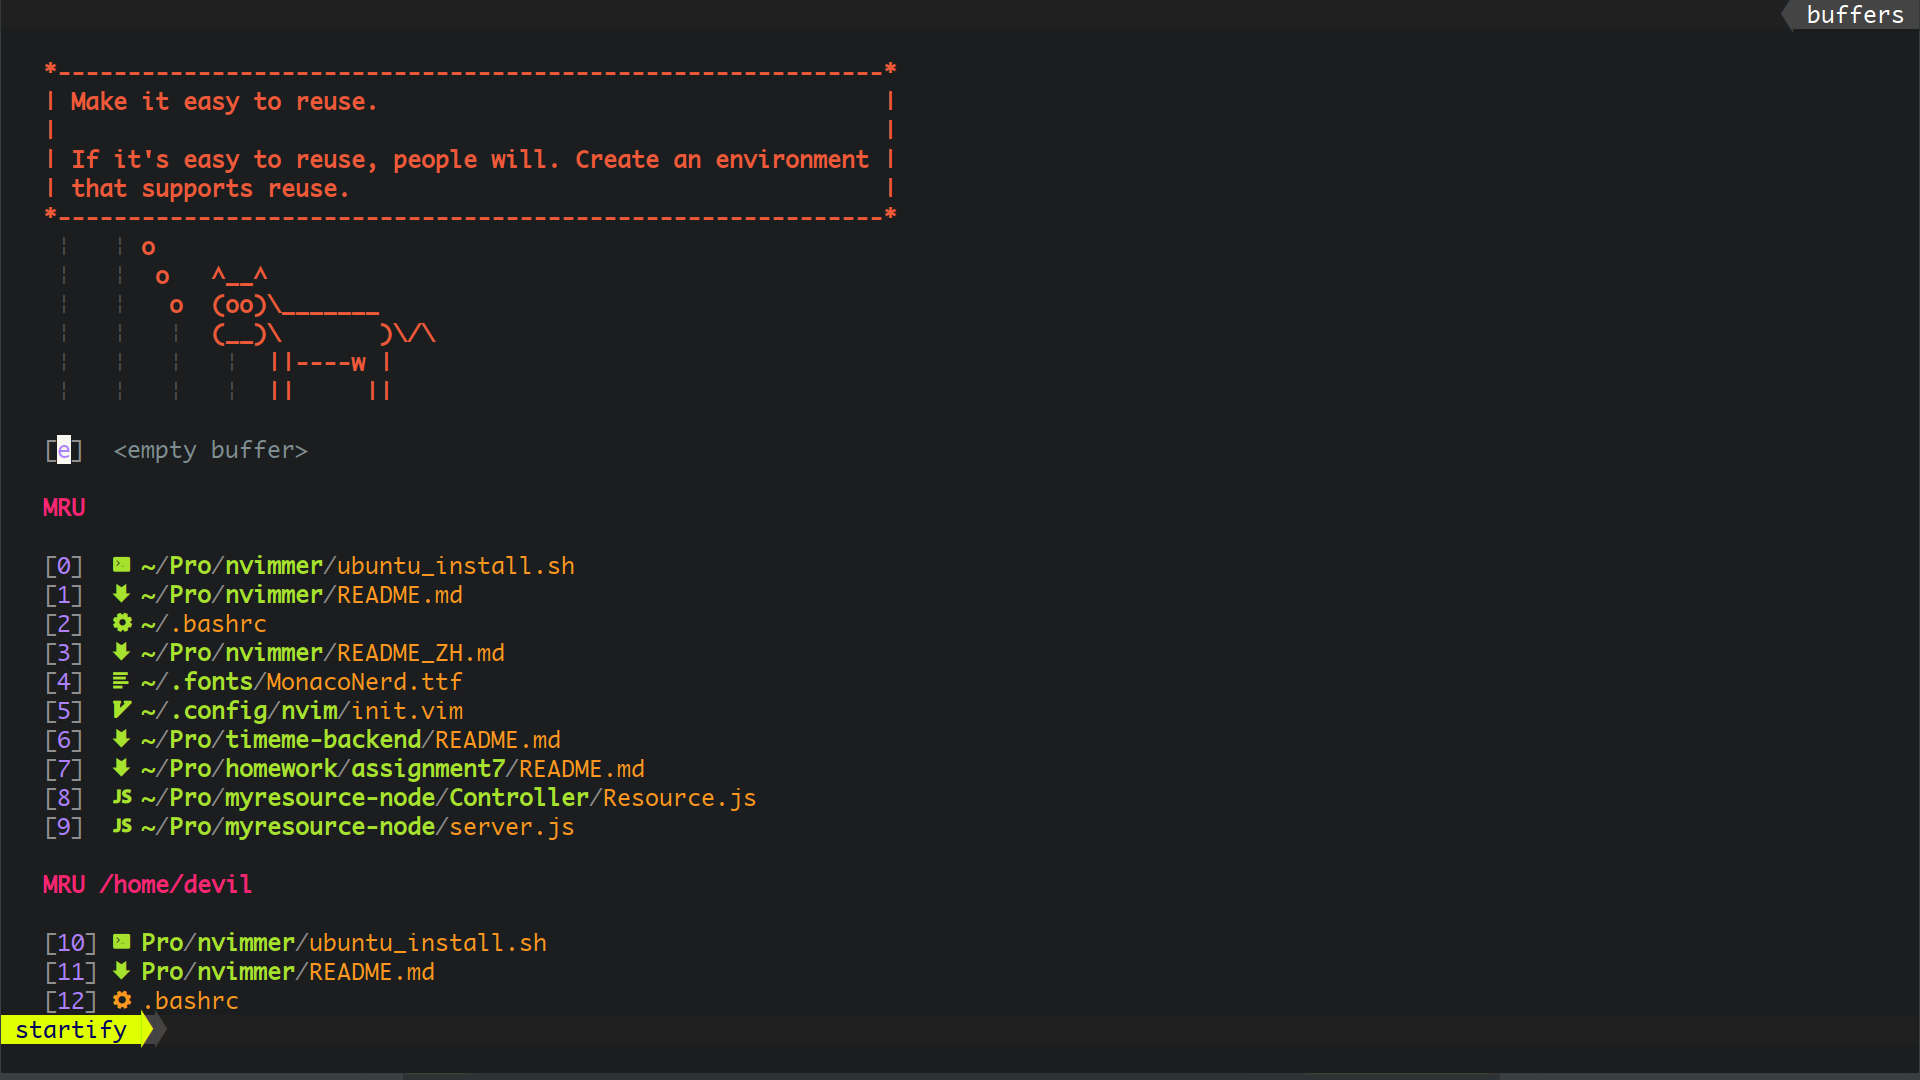 buffers
*-----------------------------------------------------------*
| Make it easy to reuse.                                    |
|                                                           |
| If it's easy to reuse, people will. Create an environment |
| that supports reuse.                                      |
*-----------------------------------------------------------*
 ¦   ¦ o
 ¦   ¦  o   ^__^
 ¦   ¦   o  (oo)\_______
 ¦   ¦   ¦  (__)\       )\/\
 ¦   ¦   ¦   ¦  ||----w |
 ¦   ¦   ¦   ¦  ||     ||
[e]  <empty buffer>
MRU
[0]  ~/Pro/nvimmer/ubuntu_install.sh
[1]  ~/Pro/nvimmer/README.md
[2]  ~/.bashrc
[3]  ~/Pro/nvimmer/README_ZH.md
[4]  ~/.fonts/MonacoNerd.ttf
[5]  ~/.config/nvim/init.vim
[6]  ~/Pro/timeme-backend/README.md
[7]  ~/Pro/homework/assignment7/README.md
[8]  JS ~/Pro/myresource-node/Controller/Resource.js
[9]  JS ~/Pro/myresource-node/server.js
MRU /home/devil
[10] Pro/nvimmer/ubuntu_install.sh
[11] Pro/nvimmer/README.md
[12] .bashrc
startify